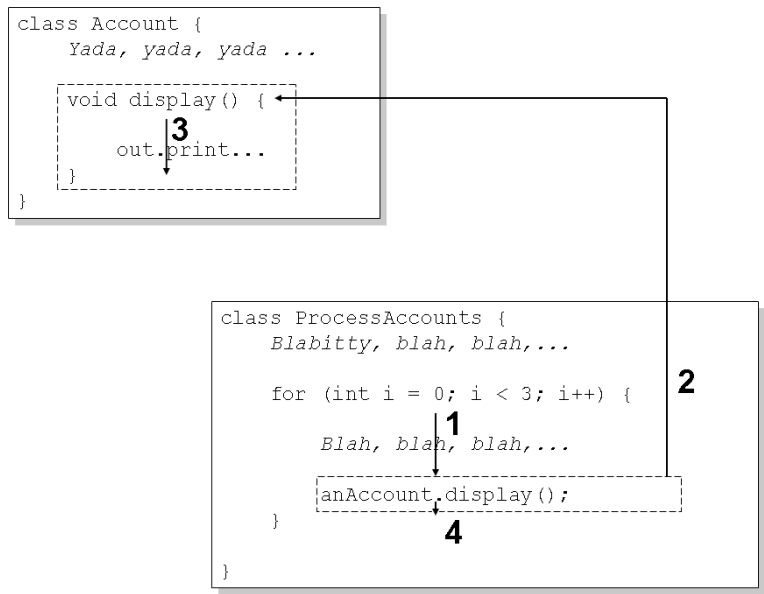 class Account {
Yada, yada, yada ...
void display() {
3
out.print...
}
}
class ProcessAccounts {
Blabitty, blah, blah,...
2
for (int i = 0; i < 3; i++) {
1
Blah, blah, blah,...
anAccount.display();
}
4
}